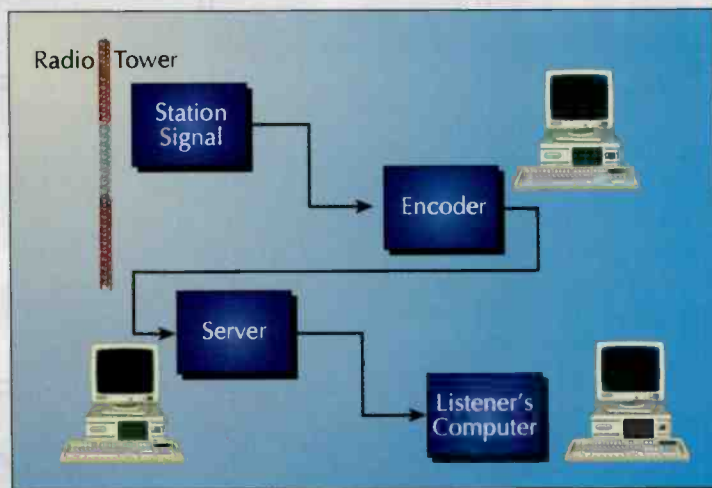 Radio Tower
Station
Signal
Encoder
Server
Listener's
Computer